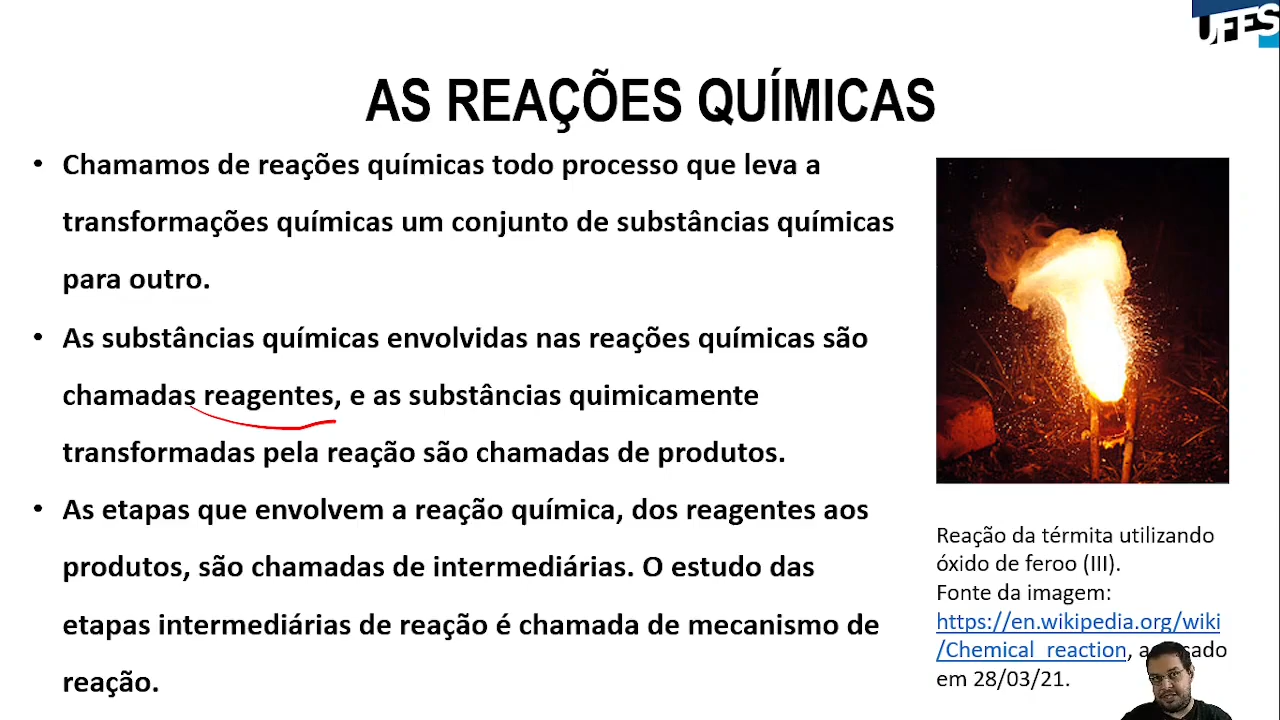 UFES
AS REAÇÕES QUÍMICAS
• Chamamos de reações químicas todo processo que leva a
transformações químicas um conjunto de substâncias químicas
para outro.
• As substâncias químicas envolvidas nas reações químicas são
chamadas reagentes, e as substâncias quimicamente
transformadas pela reação são chamadas de produtos.
• As etapas que envolvem a reação química, dos reagentes aos
produtos, são chamadas de intermediárias. O estudo das
etapas intermediárias de reação é chamada de mecanismo de
reação.
Reação da térmita utilizando
óxido de feroo (III).
Fonte da imagem:
https://en.wikipedia.org/wiki
/Chemical_reaction,
em 28/03/21.